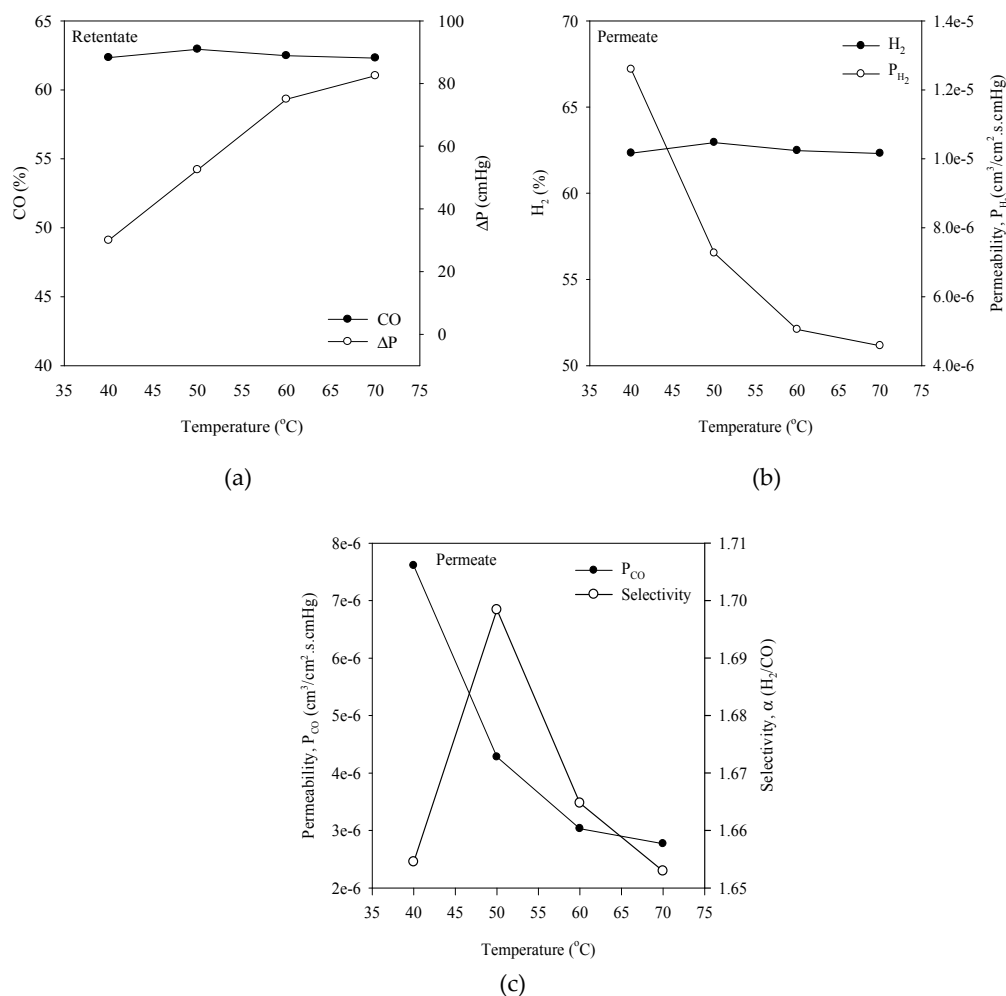 Retentate
CO (%)
65
60
55
50
45
40
100
80
60
40
20
0
ΔP (cmHg)
CO
ΔP
35 40 45 50 55 60 65 70 75
Temperature (°C)
(a)
Permeate
H₂ (%)
70
65
60
55
50
1.4e-5
1.2e-5
1.0e-5
8.0e-6
6.0e-6
4.0e-6
H₂
P_H₂
Permeability, P_H₂ (cm³/cm².s.cmHg)
35 40 45 50 55 60 65 70 75
Temperature (°C)
(b)
Permeate
Permeability, P_CO (cm³/cm².s.cmHg)
8e-6
7e-6
6e-6
5e-6
4e-6
3e-6
2e-6
1.71
1.70
1.69
1.68
1.67
1.66
1.65
P_CO
Selectivity
Selectivity, α (H₂/CO)
35 40 45 50 55 60 65 70 75
Temperature (°C)
(c)